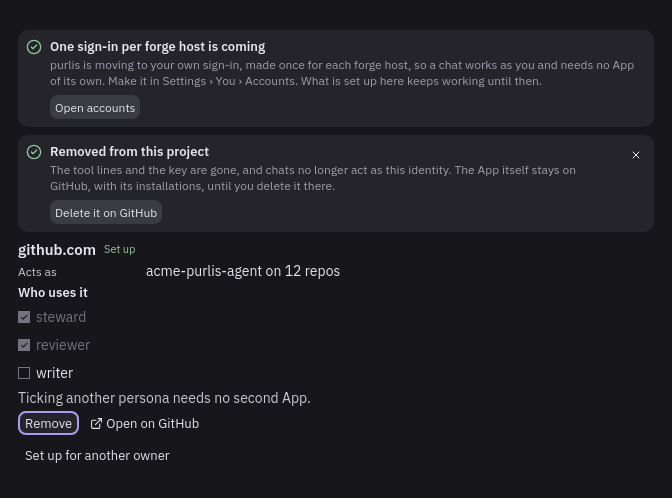 One sign-in per forge host is coming
purlis is moving to your own sign-in, made once for each forge host, so a chat works as you and needs no App
of its own. Make it in Settings › You › Accounts. What is set up here keeps working until then.
Open accounts
Removed from this project
The tool lines and the key are gone, and chats no longer act as this identity. The App itself stays on
GitHub, with its installations, until you delete it there.
Delete it on GitHub
github.com Set up
Acts as acme-purlis-agent on 12 repos
Who uses it
steward
reviewer
writer
Ticking another persona needs no second App.
Remove Open on GitHub
Set up for another owner